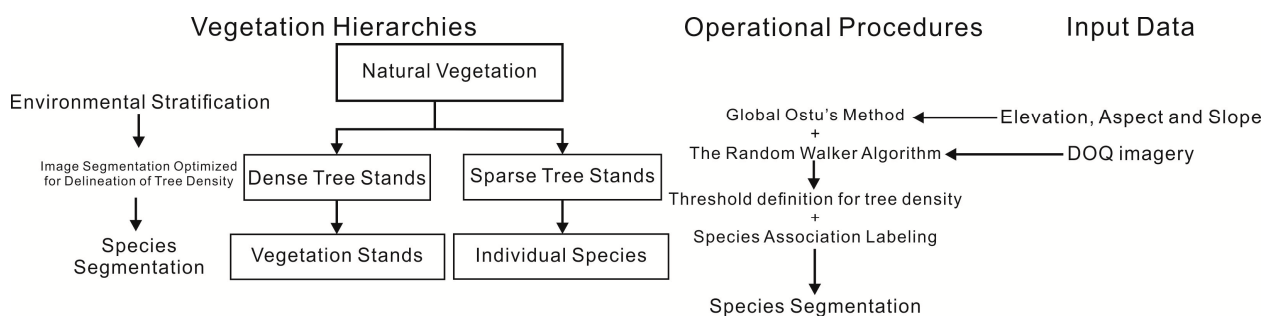 Vegetation Hierarchies
Operational Procedures
Input Data
Natural Vegetation
Environmental Stratification
Image Segmentation Optimized
for Delineation of Tree Density
Species
Segmentation
Dense Tree Stands
Sparse Tree Stands
Vegetation Stands
Individual Species
Global Ostu's Method
+
The Random Walker Algorithm
Threshold definition for tree density
+
Species Association Labeling
Species Segmentation
Elevation, Aspect and Slope
DOQ imagery